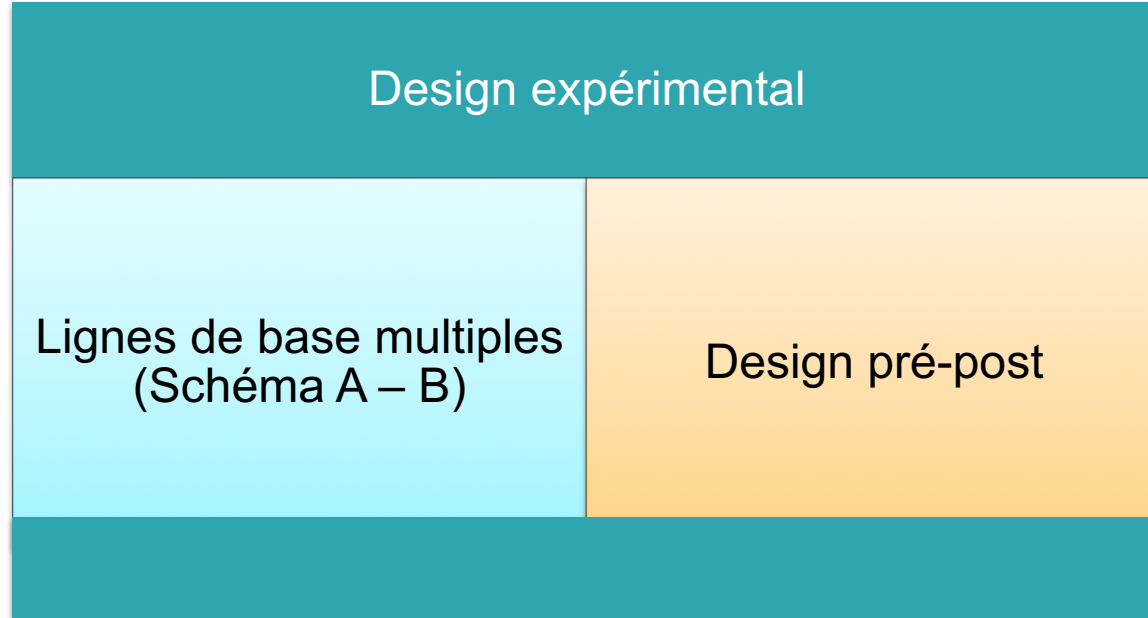 Design expérimental
Lignes de base multiples
(Schéma A – B)
Design pré-post